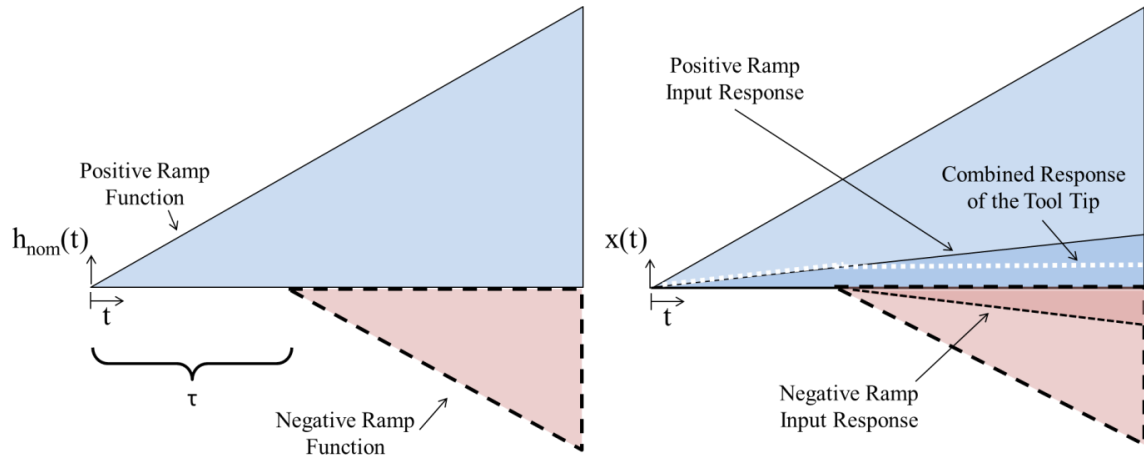 Positive Ramp
Function
h_nom(t)
t
τ
Negative Ramp
Function
Positive Ramp
Input Response
Combined Response
of the Tool Tip
x(t)
t
Negative Ramp
Input Response